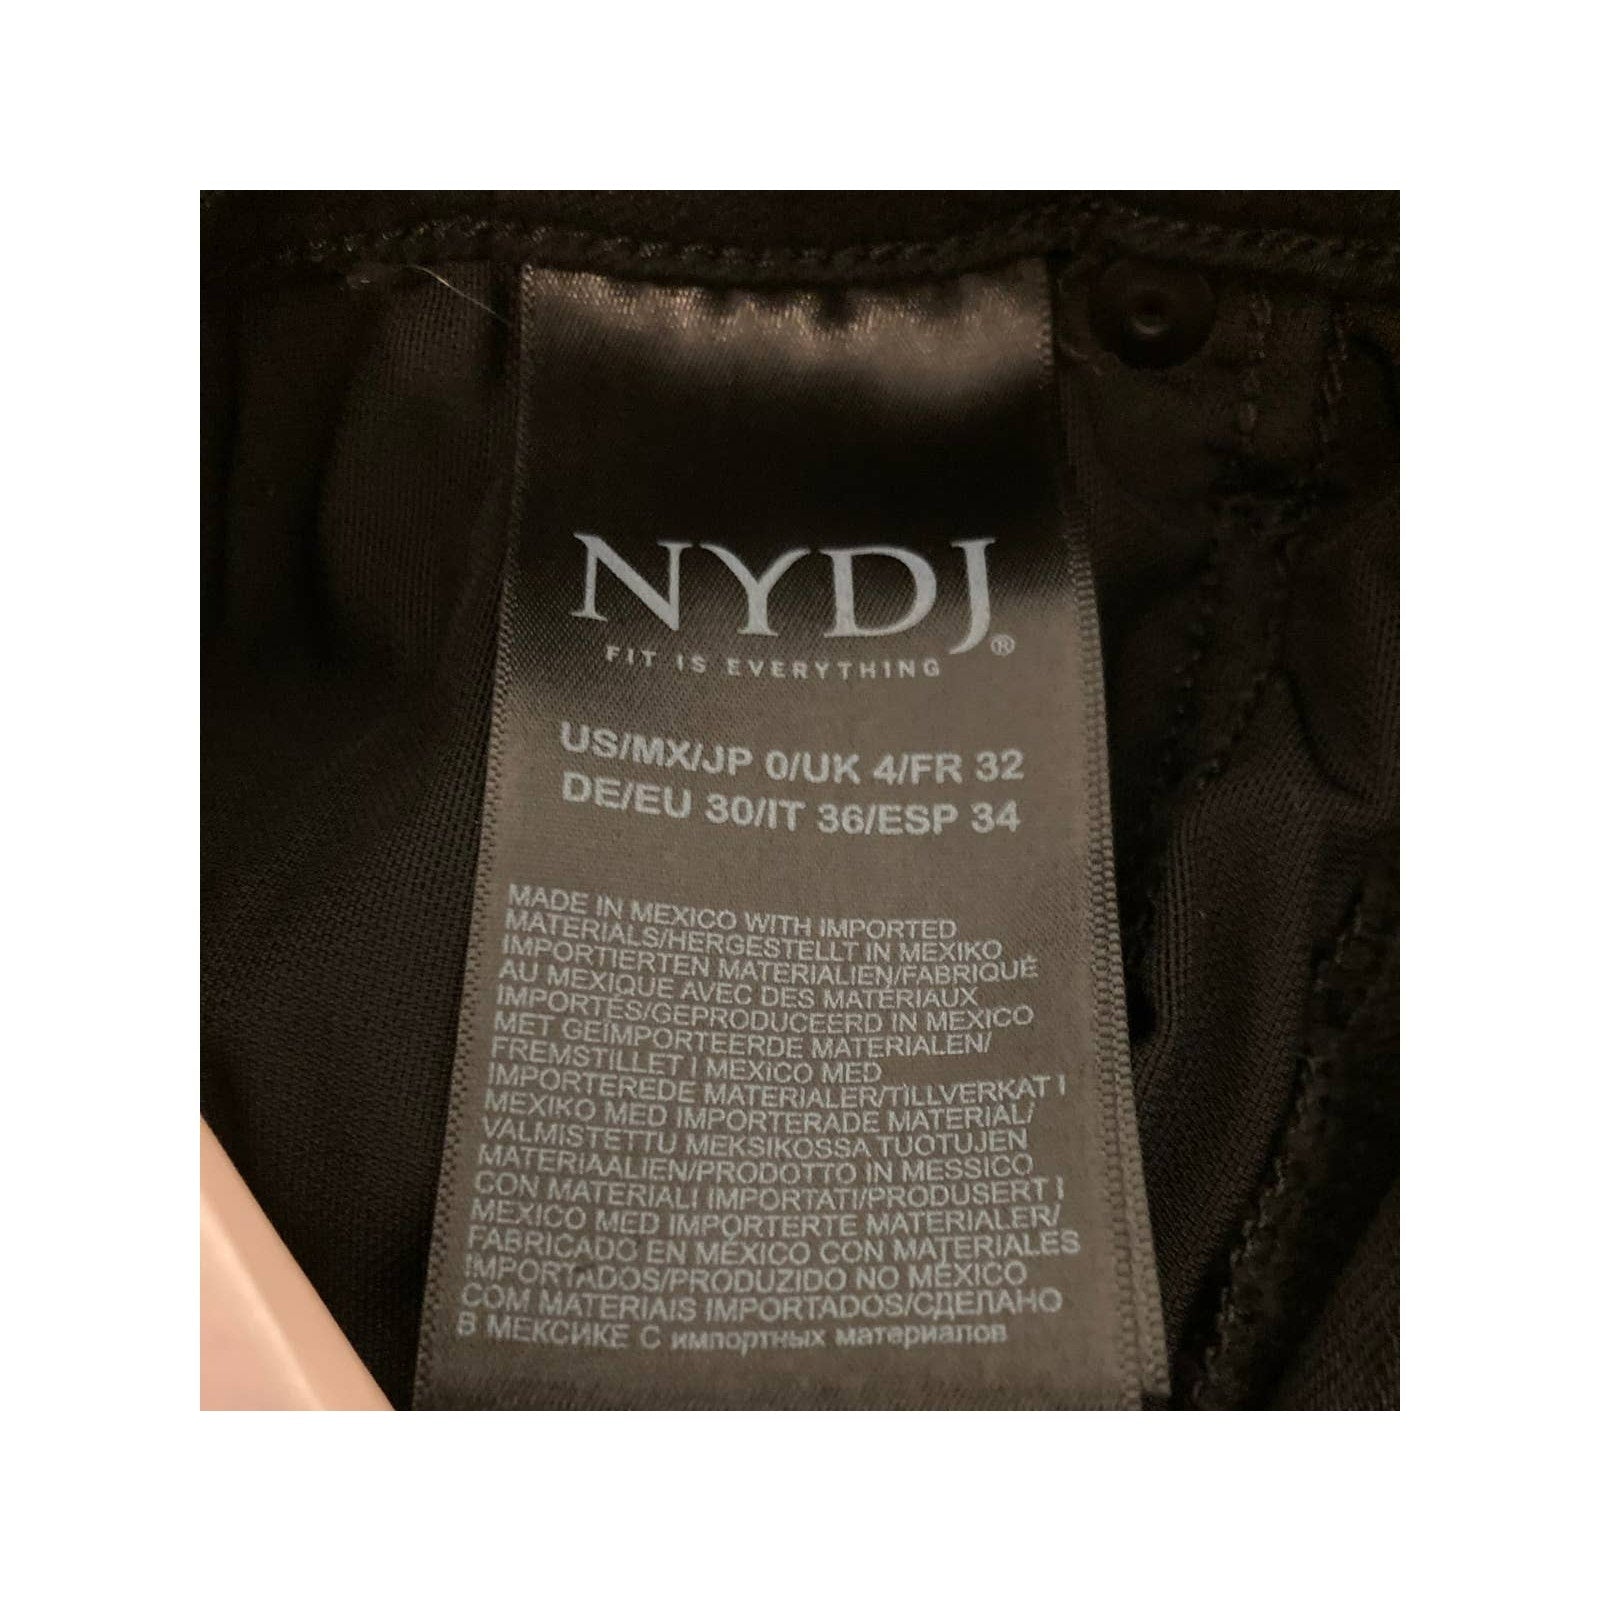 NYDJ®
FIT IS EVERYTHING
US/MX/JP 0/UK 4/FR 32
DE/EU 30/IT 36/ESP 34
MADE IN MEXICO WITH IMPORTED
MATERIALS/HERGESTELLT IN MEXIKO
IMPORTIERTEN MATERIALIEN/FABRIQUÉ
AU MEXIQUE AVEC DES MATÉRIAUX
IMPORTÉS/GEPRODUCEERD IN MEXICO
MET GEÏMPORTEERDE MATERIALEN/
FREMSTILLET I MEXICO MED
IMPORTEREDE MATERIALER/TILLVERKAT I
MEXIKO MED IMPORTERADE MATERIAL/
VALMISTETTU MEKSIKOSSA TUOTUJEN
MATERIAALIEN/PRODOTTO IN MESSICO
CON MATERIALI IMPORTATI/PRODUSERT I
MEXICO MED IMPORTERTE MATERIALER/
FABRICADO EN MÉXICO CON MATERIALES
IMPORTADOS/PRODUZIDO NO MÉXICO
COM MATERIAIS IMPORTADOS/СДЕЛАНО
В МЕКСИКЕ С импортных материалов